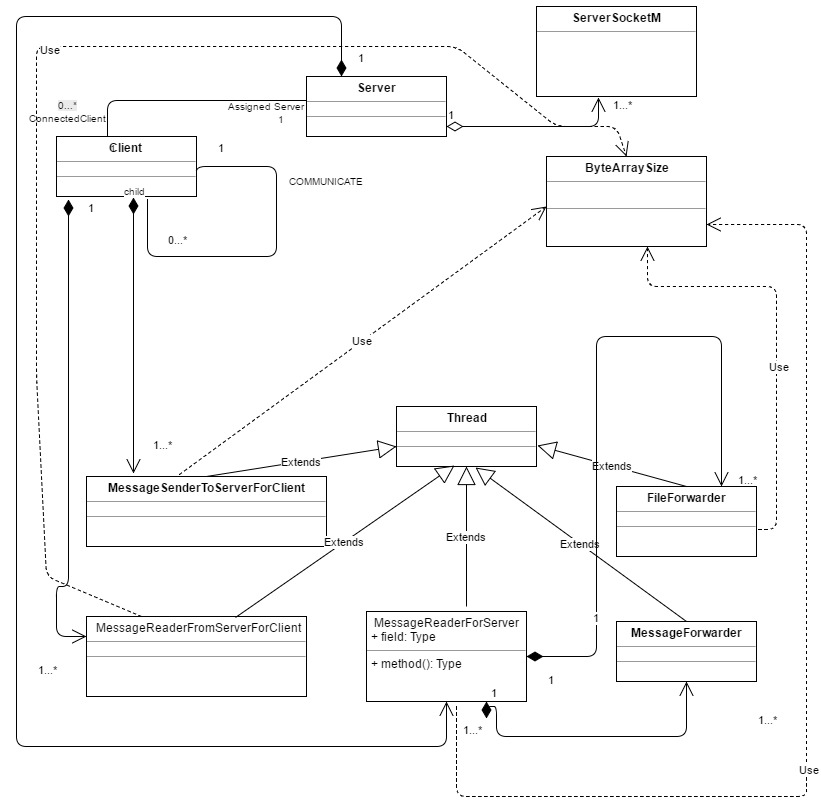 ServerSocketM
Use
1
Server
0...*
ConnectedClient
Assigned Server
1
1
1...*
Client
1
ByteArraySize
COMMUNICATE
child
1
0...*
Use
Use
Thread
1...*
Extends
Extends
1...*
MessageSenderToServerForClient
FileForwarder
Extends
Extends
Extends
MessageReaderFromServerForClient
MessageReaderForServer
+ field: Type
+ method(): Type
1
MessageForwarder
1...*
1
1
1...*
1...*
Use